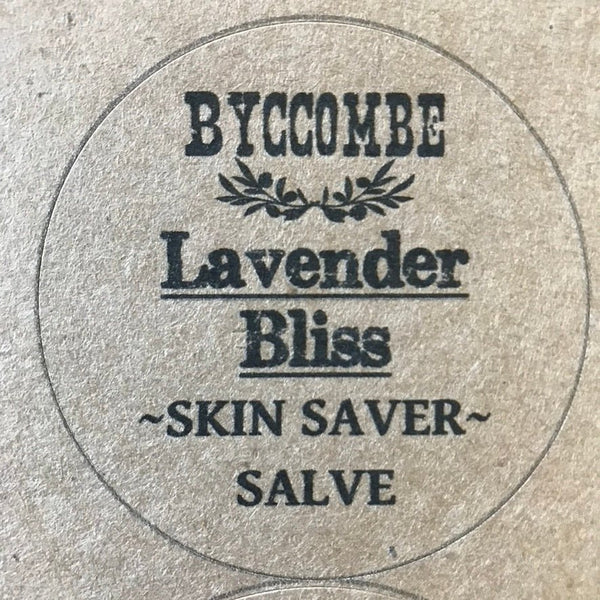 BYCCOMBE
Lavender
Bliss
~SKIN SAVER~
SALVE